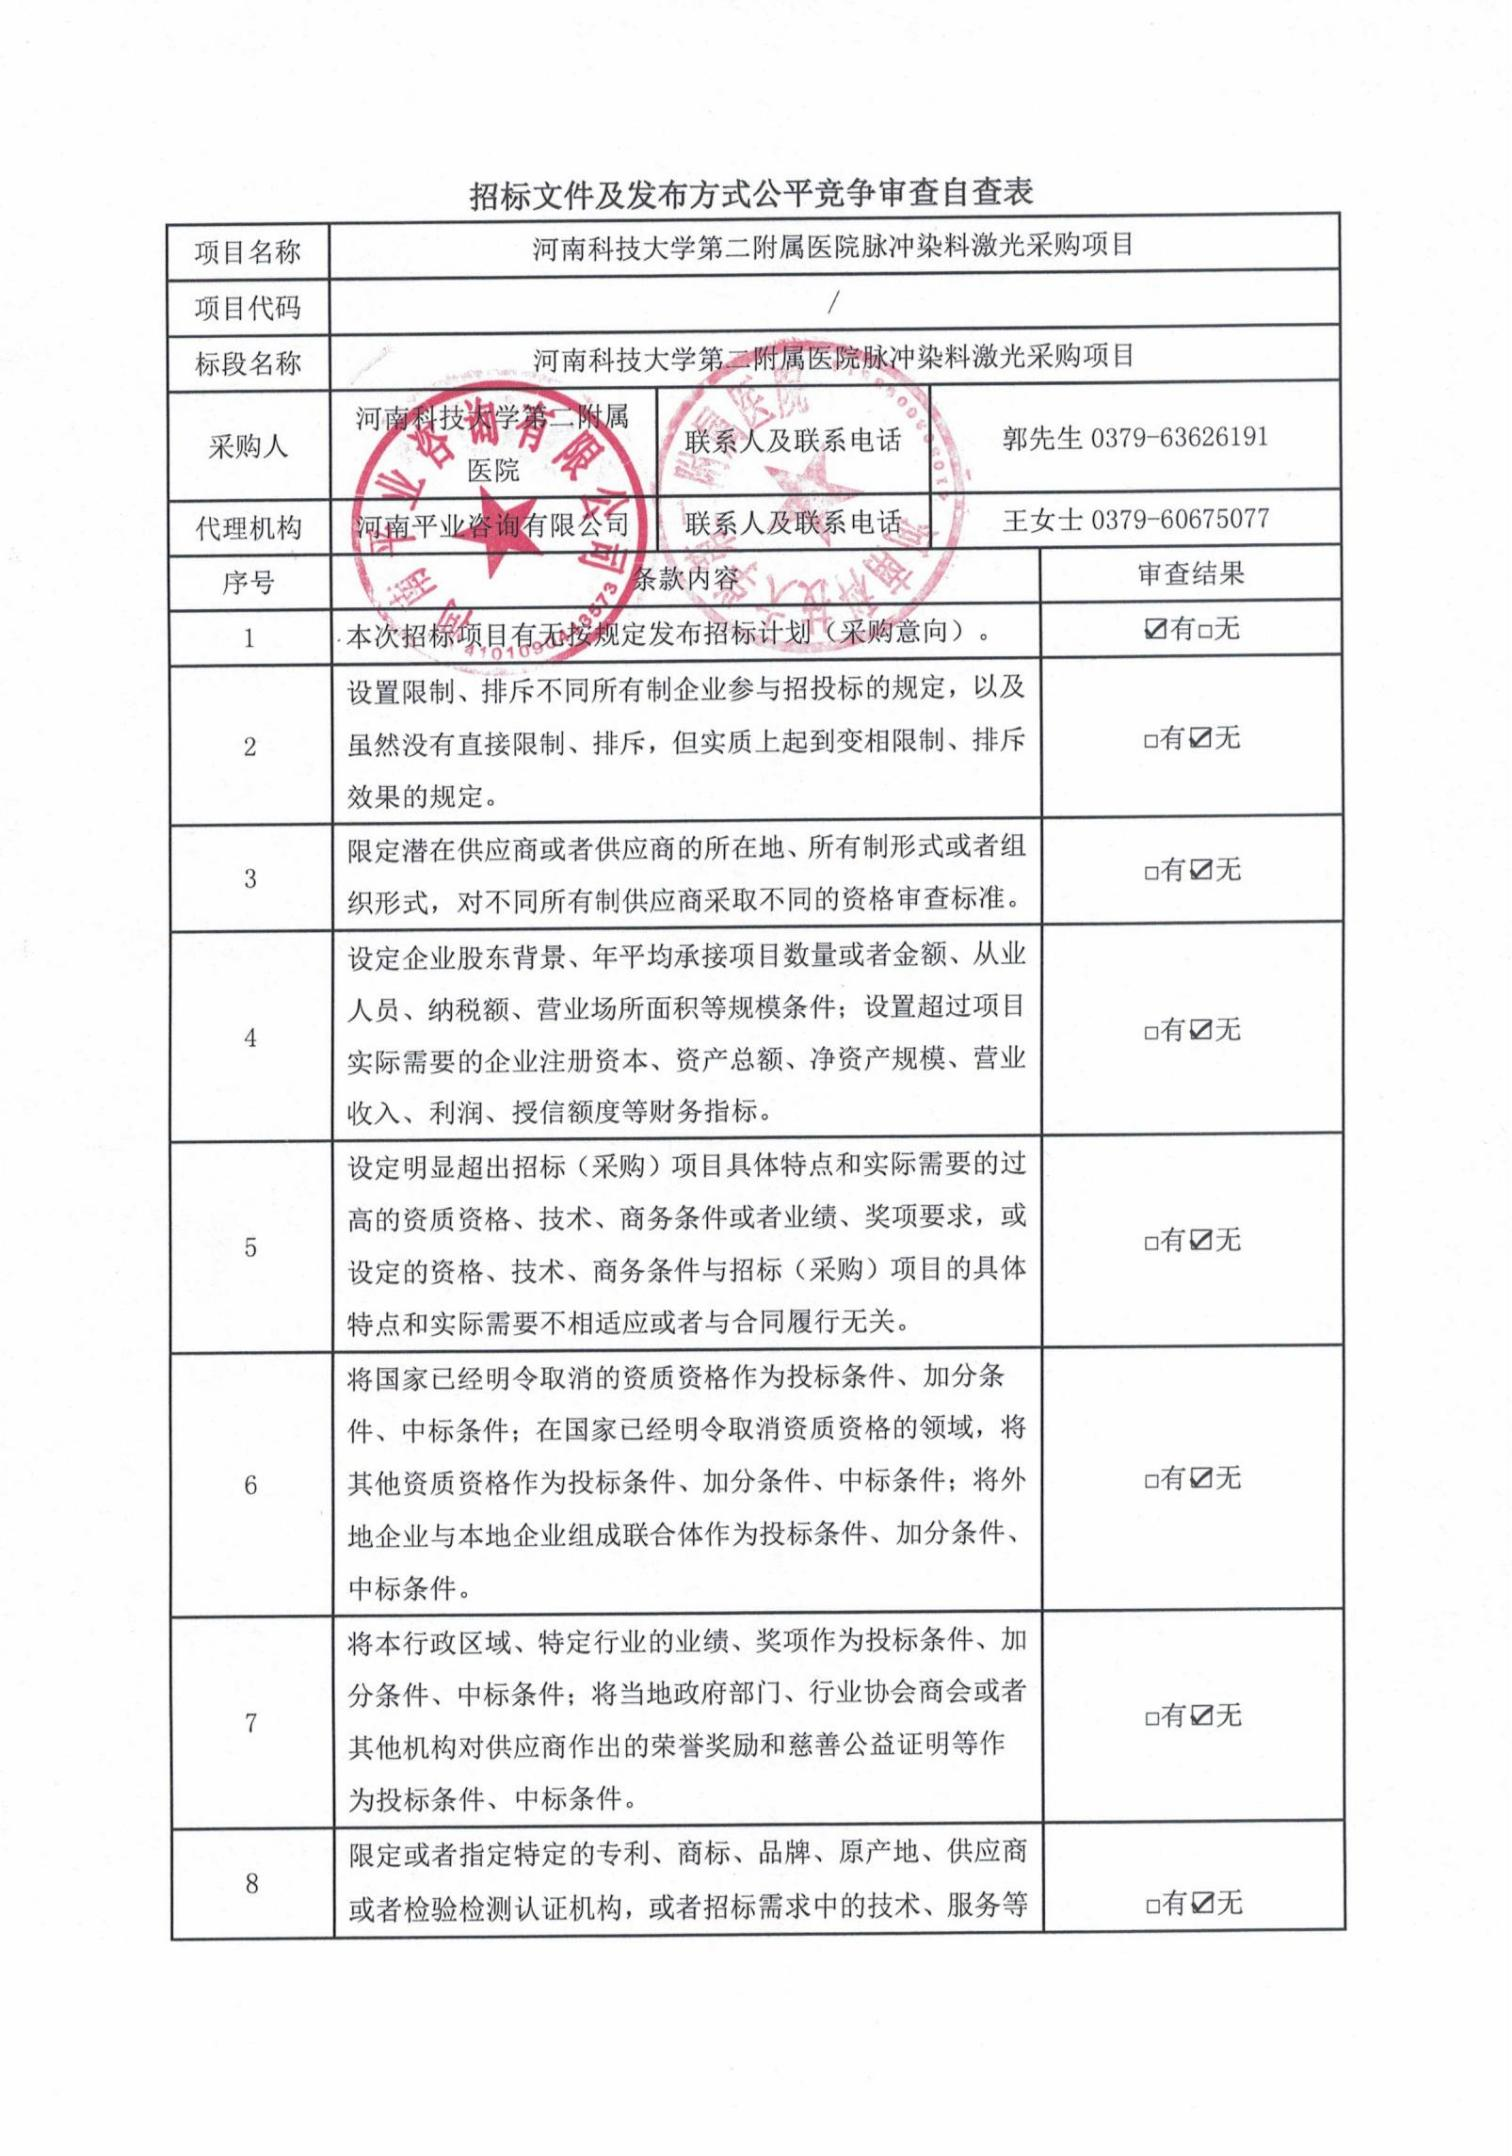 招标文件及发布方式公平竞争审查自查表
项目名称 河南科技大学第二附属医院脉冲染料激光采购项目
项目代码 /
标段名称 河南科技大学第二附属医院脉冲染料激光采购项目
采购人 河南科技大学第二附属
医院 联系人及联系电话 郭先生 0379-63626191
代理机构 河南平业咨询有限公司 联系人及联系电话 王女士 0379-60675077
序号 条款内容 审查结果
1 本次招标项目有无按规定发布招标计划（采购意向）。 ☑有□无
2 设置限制、排斥不同所有制企业参与招投标的规定，以及
虽然没有直接限制、排斥，但实质上起到变相限制、排斥 □有☑无
效果的规定。
3 限定潜在供应商或者供应商的所在地、所有制形式或者组 □有☑无
织形式，对不同所有制供应商采取不同的资格审查标准。
4 设定企业股东背景、年平均承接项目数量或者金额、从业
人员、纳税额、营业场所面积等规模条件；设置超过项目 □有☑无
实际需要的企业注册资本、资产总额、净资产规模、营业
收入、利润、授信额度等财务指标。
5 设定明显超出招标（采购）项目具体特点和实际需要的过
高的资质资格、技术、商务条件或者业绩、奖项要求，或 □有☑无
设定的资格、技术、商务条件与招标（采购）项目的具体
特点和实际需要不相适应或者与合同履行无关。
6 将国家已经明令取消的资质资格作为投标条件、加分条
件、中标条件；在国家已经明令取消资质资格的领域，将
其他资质资格作为投标条件、加分条件、中标条件；将外 □有☑无
地企业与本地企业组成联合体作为投标条件、加分条件、
中标条件。
7 将本行政区域、特定行业的业绩、奖项作为投标条件、加
分条件、中标条件；将当地政府部门、行业协会商会或者 □有☑无
其他机构对供应商作出的荣誉奖励和慈善公益证明等作
为投标条件、中标条件。
8 限定或者指定特定的专利、商标、品牌、原产地、供应商
或者检验检测认证机构，或者招标需求中的技术、服务等 □有☑无
河南平业咨询有限公司
河南科技大学第二附属医院